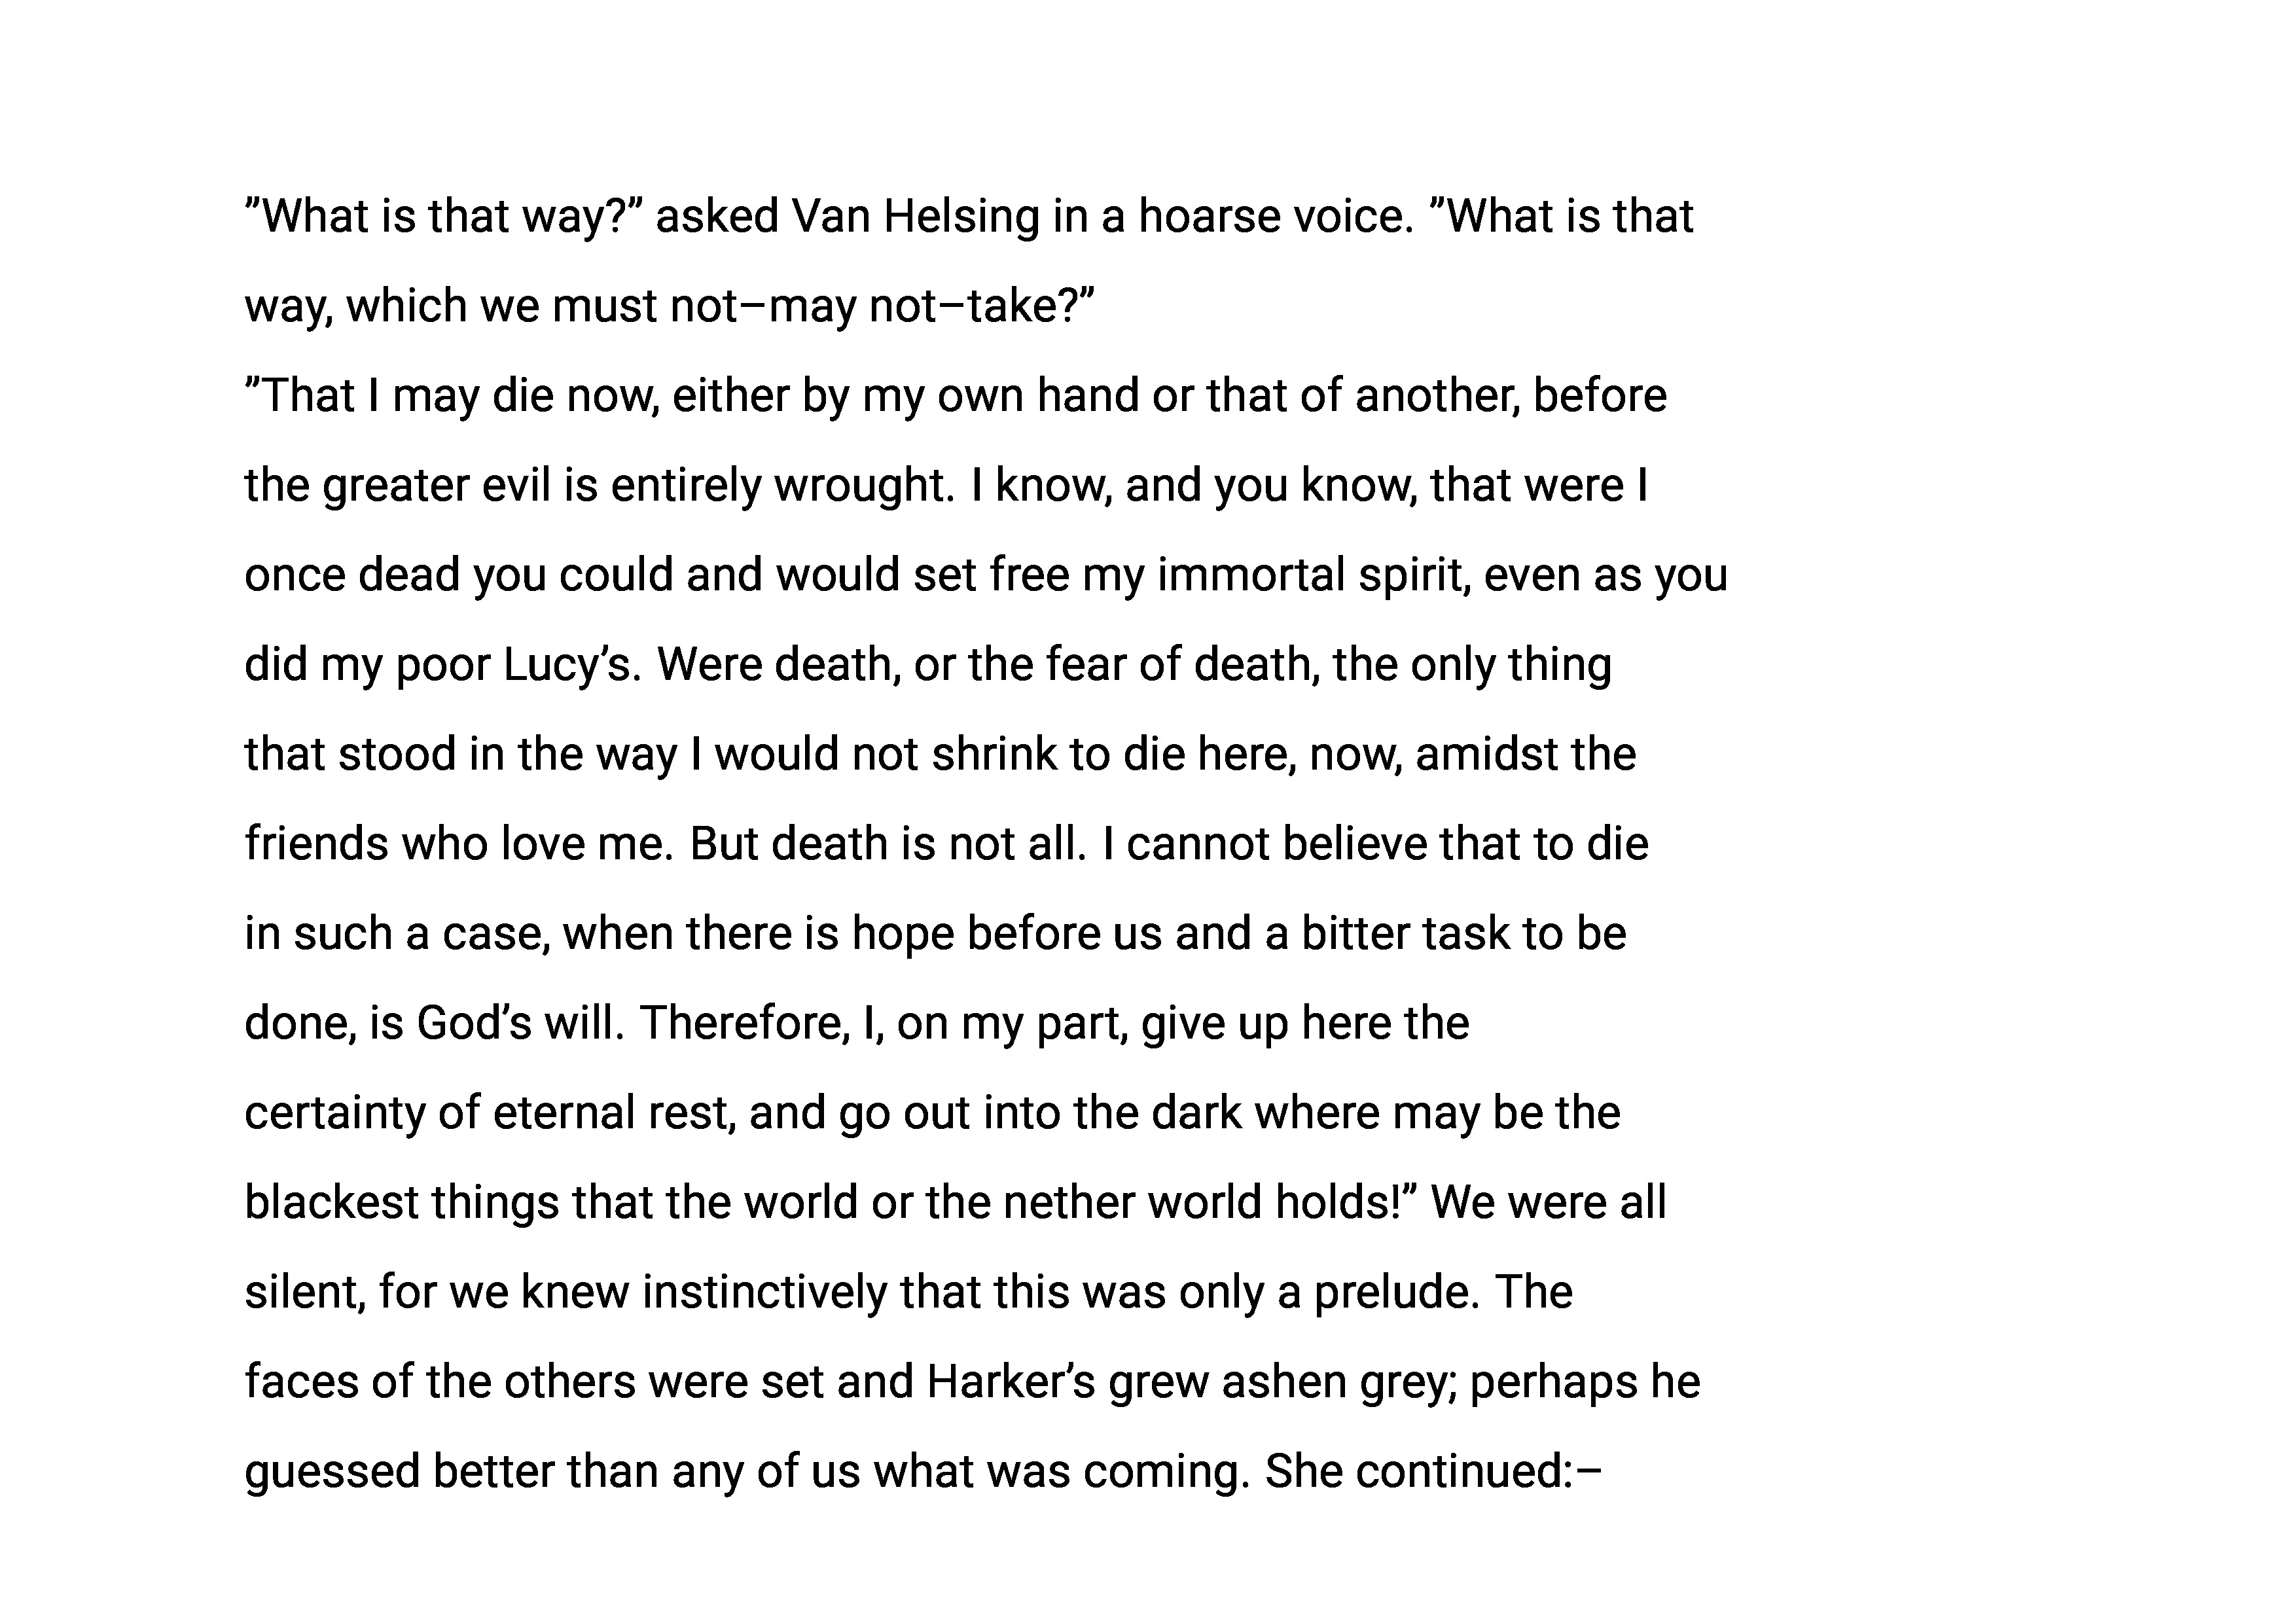 ”What is that way?” asked Van Helsing in a hoarse voice. ”What is that
way, which we must not–may not–take?”
”That I may die now, either by my own hand or that of another, before
the greater evil is entirely wrought. I know, and you know, that were I
once dead you could and would set free my immortal spirit, even as you
did my poor Lucy’s. Were death, or the fear of death, the only thing
that stood in the way I would not shrink to die here, now, amidst the
friends who love me. But death is not all. I cannot believe that to die
in such a case, when there is hope before us and a bitter task to be
done, is God’s will. Therefore, I, on my part, give up here the
certainty of eternal rest, and go out into the dark where may be the
blackest things that the world or the nether world holds!” We were all
silent, for we knew instinctively that this was only a prelude. The
faces of the others were set and Harker’s grew ashen grey; perhaps he
guessed better than any of us what was coming. She continued:–